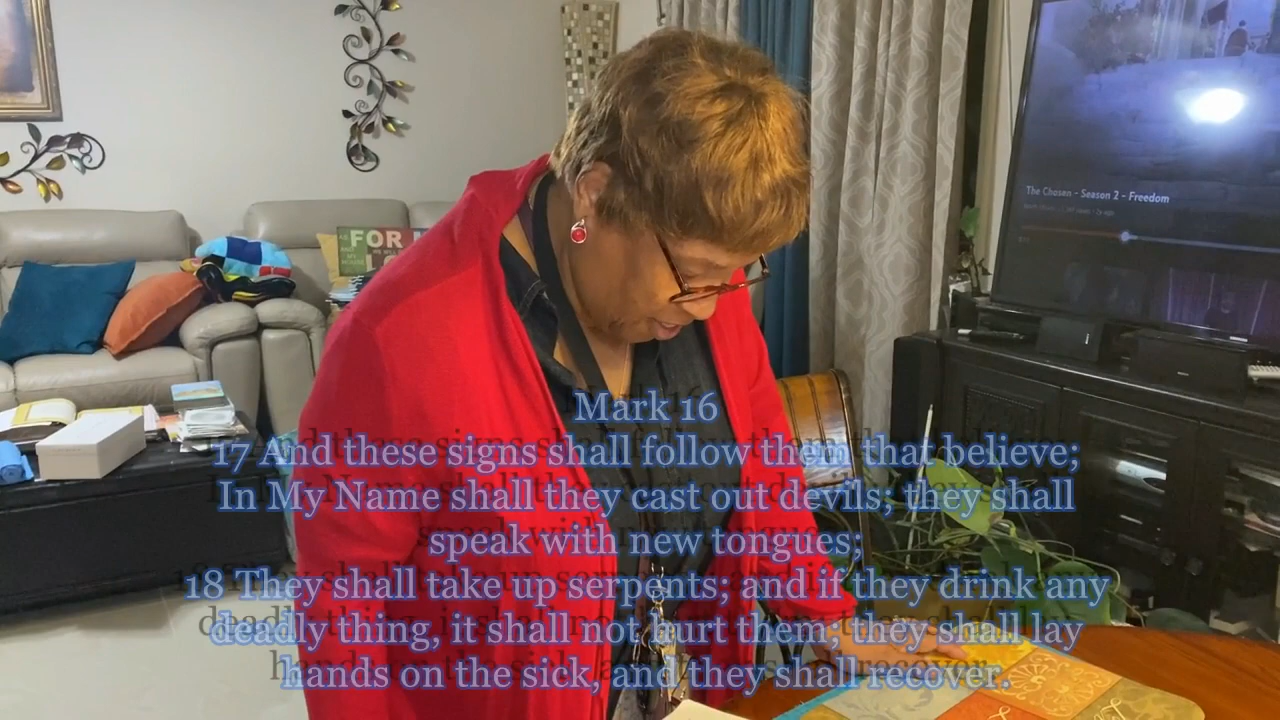 The Chosen - Season 2 - Freedom
FOR
Mark 16
17 And these signs shall follow them that believe;
In My Name shall they cast out devils; they shall
speak with new tongues;
18 They shall take up serpents; and if they drink any
deadly thing, it shall not hurt them; they shall lay
hands on the sick, and they shall recover.